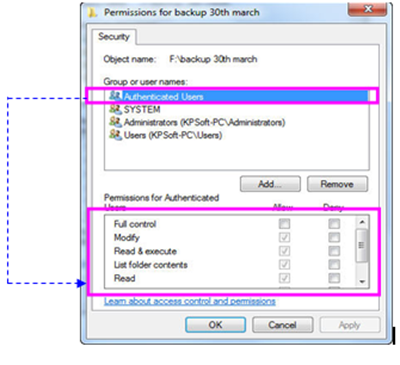 Permissions for backup 30th march
Security
Object name: F:\backup 30th march
Group or user names:
Authenticated Users
SYSTEM
Administrators (KPSoft-PC\Administrators)
Users (KPSoft-PC\Users)
Add... Remove
Permissions for Authenticated
Users Allow Deny
Full control
Modify
Read & execute
List folder contents
Read
Learn about access control and permissions
OK Cancel Apply